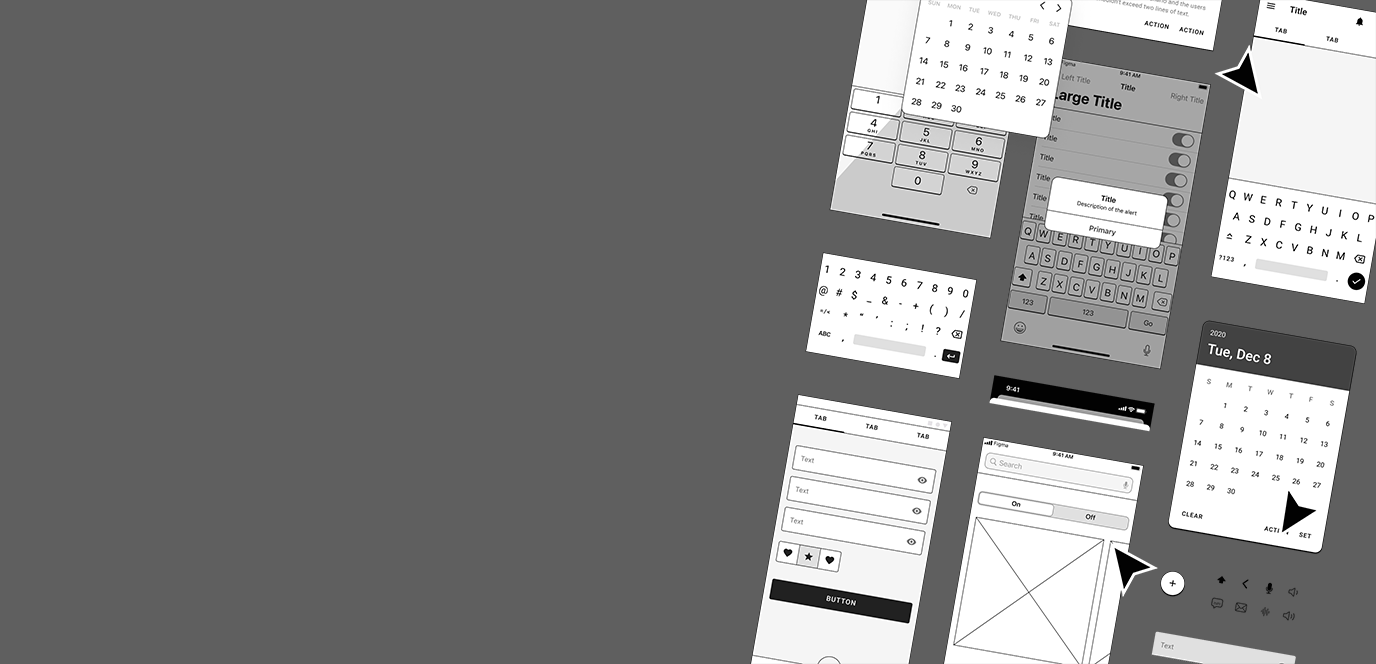 SUN MON TUE WED THU FRI SAT
1 2 3 4 5 6
7 8 9 10 11 12 13
14 15 16 17 18 19 20
21 22 23 24 25 26 27
28 29 30
1
4 GHI 5 JKL 6 MNO
7 PQRS 8 TUV 9 WXYZ
0
and the users
uldn't exceed two lines of text.
ACTION ACTION
Title
TAB TAB
Q W E R T Y U I O P
A S D F G H J K L
Z X C V B N M
?123 , .
Figma 9:41 AM
Left Title Title Right Title
Large Title
Title
Title
Title
Title
Title
Title
Title
Description of the alert
Primary
Q W E R T Y U I O P
A S D F G H J K L
Z X C V B N M
123 123 Go
1 2 3 4 5 6 7 8 9 0
@ # $ _ & - + ( ) /
=/< * " ' : ; ! ?
ABC , .
9:41
2020
Tue, Dec 8
S M T W T F S
1 2 3 4 5 6
7 8 9 10 11 12 13
14 15 16 17 18 19 20
21 22 23 24 25 26 27
28 29 30
CLEAR ACTI SET
TAB TAB TAB
Text
Text
Text
BUTTON
Figma 9:41 AM
Search
On Off
Text